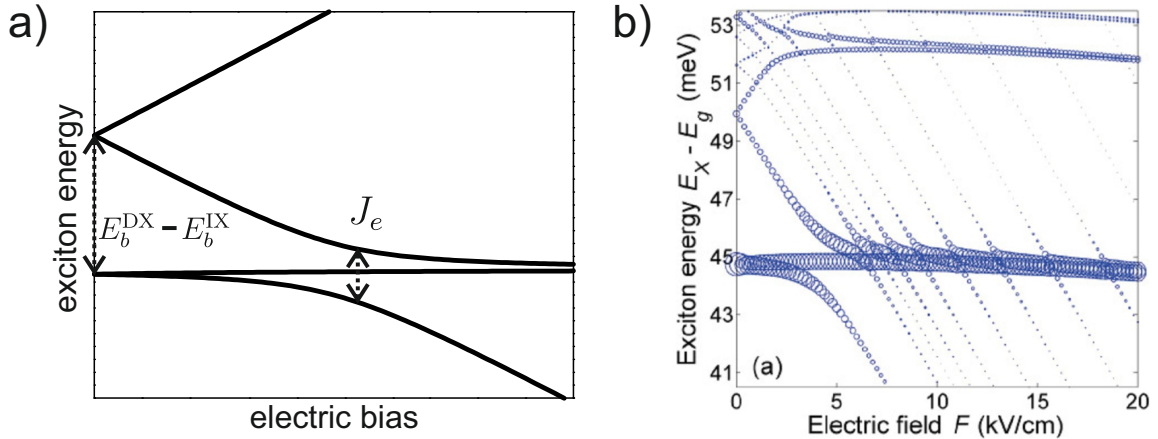 a)
exciton energy
E_b^DX - E_b^IX
J_e
electric bias
b)
Exciton energy E_X - E_g (meV)
53
51
49
47
45
43
41
(a)
0
5
10
15
20
Electric field F (kV/cm)